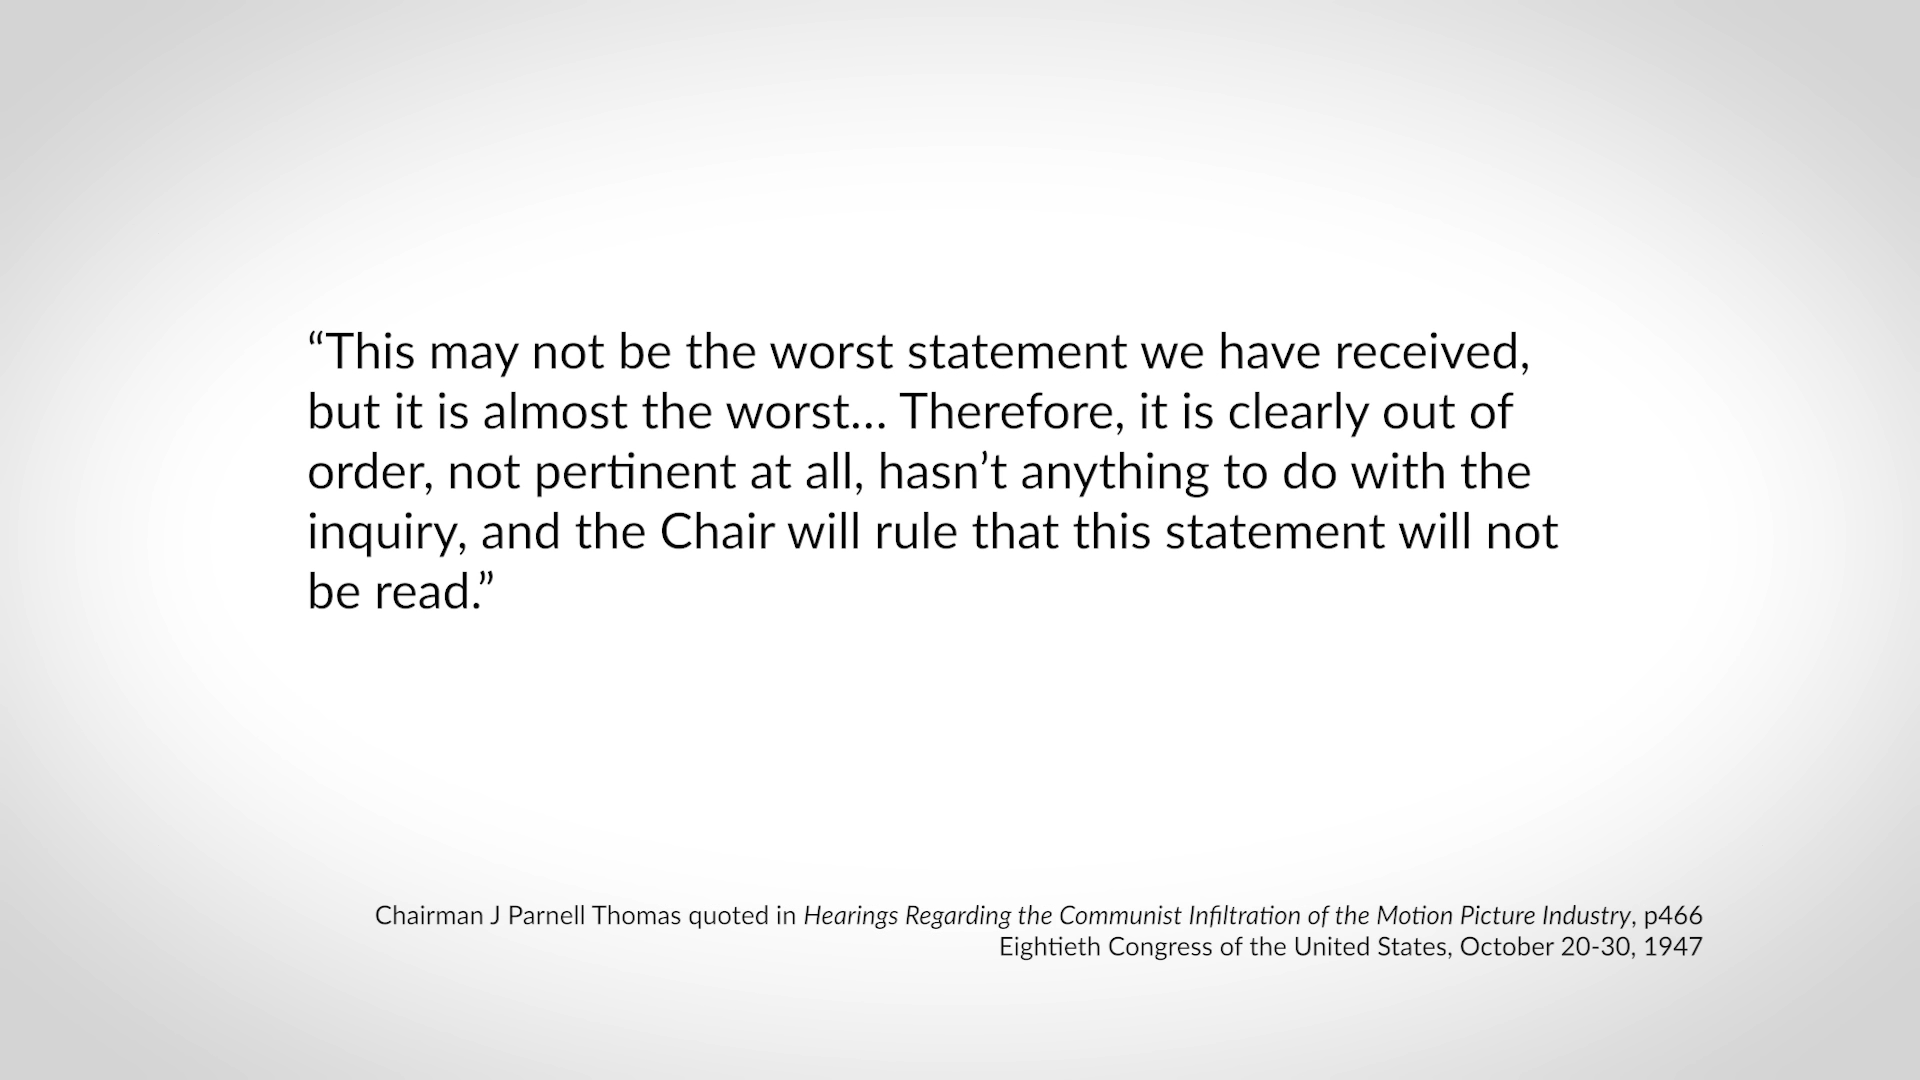 “This may not be the worst statement we have received,
but it is almost the worst... Therefore, it is clearly out of
order, not pertinent at all, hasn’t anything to do with the
inquiry, and the Chair will rule that this statement will not
be read.”
Chairman J Parnell Thomas quoted in Hearings Regarding the Communist Infiltration of the Motion Picture Industry, p466
Eightieth Congress of the United States, October 20-30, 1947